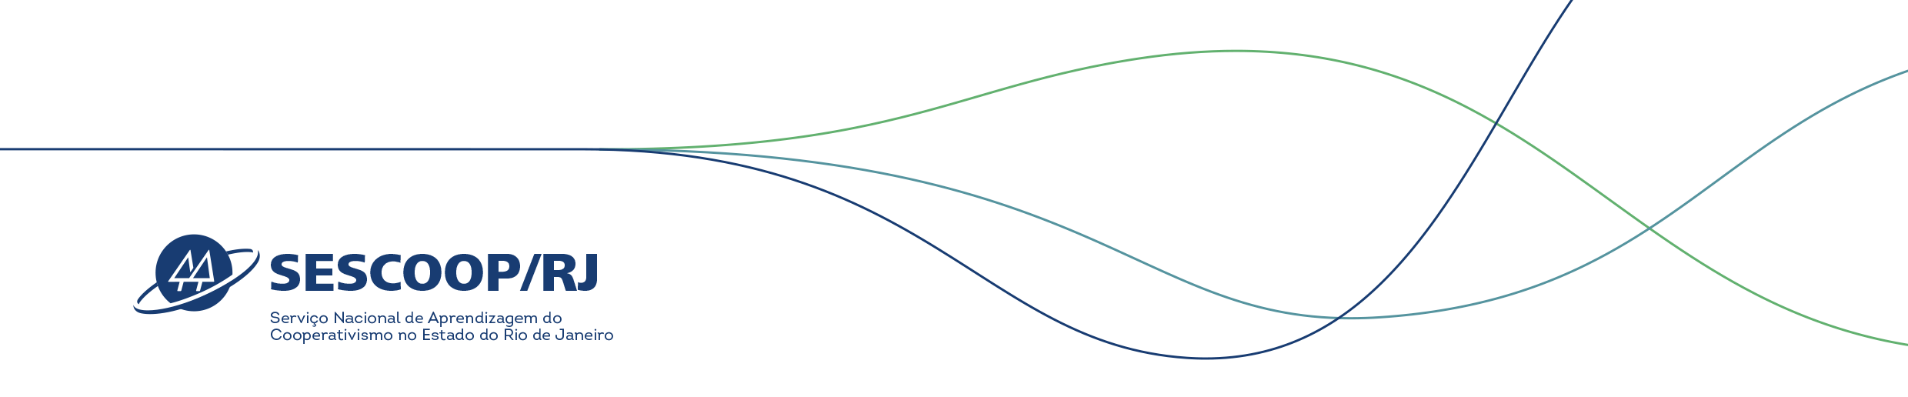 SESCOOP/RJ
Serviço Nacional de Aprendizagem do
Cooperativismo no Estado do Rio de Janeiro